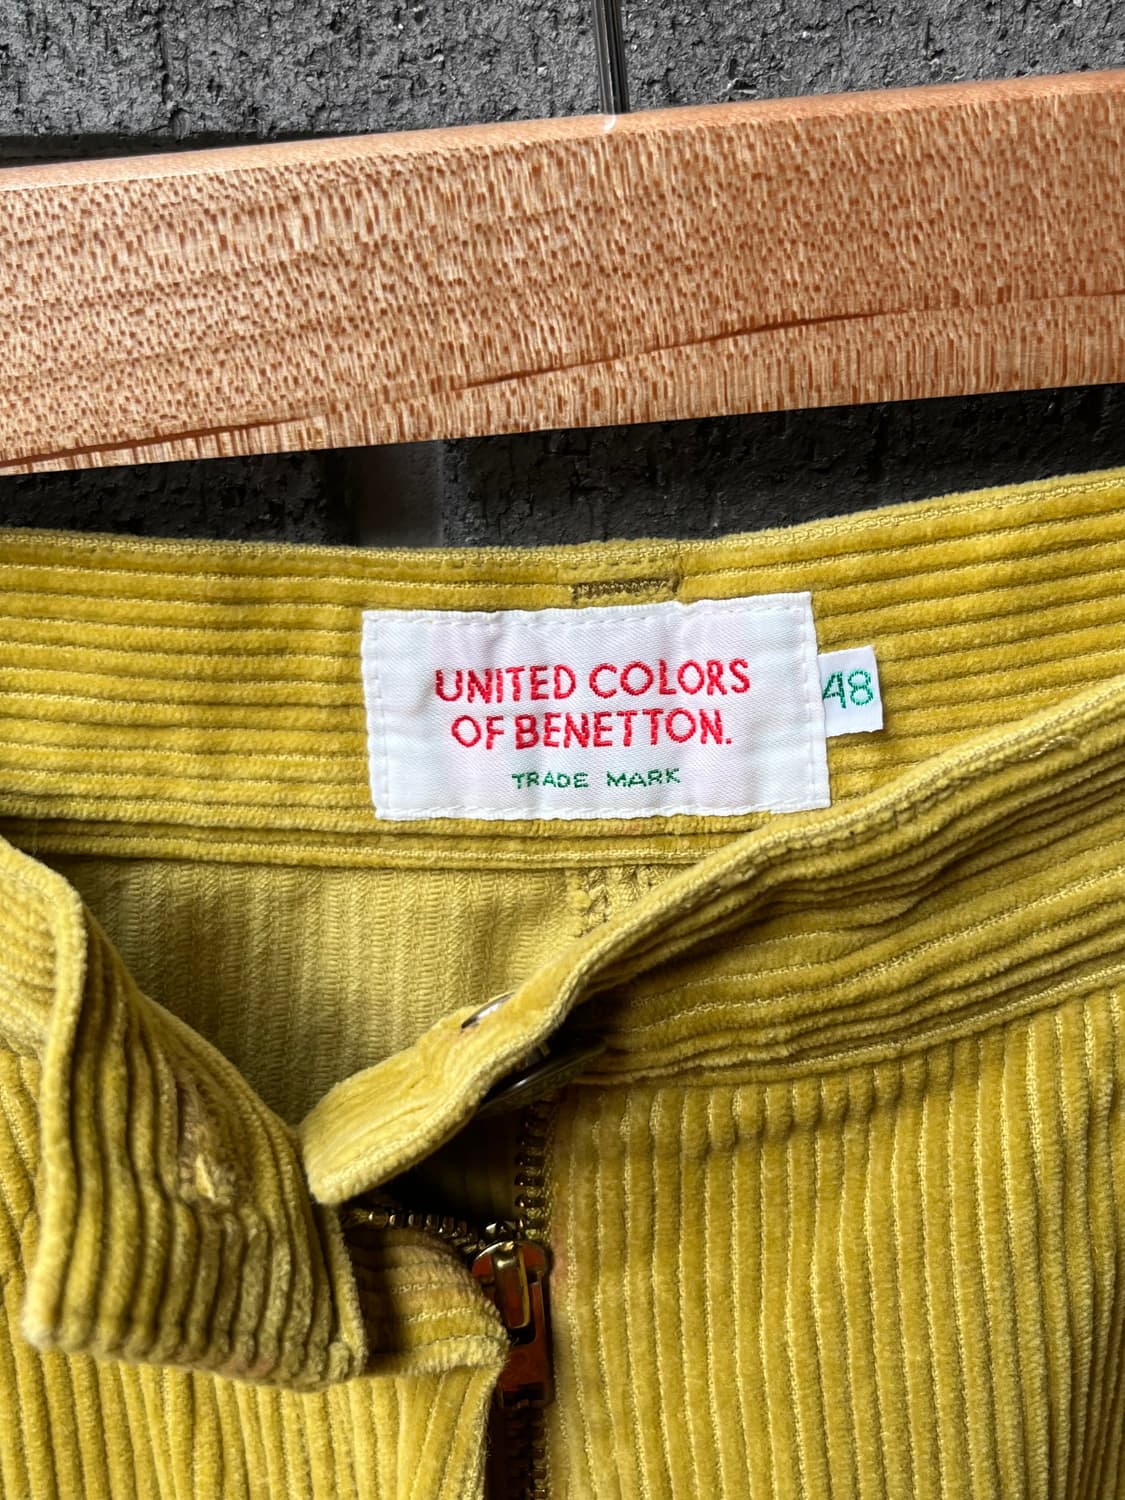 UNITED COLORS
OF BENETTON.
TRADE MARK
48